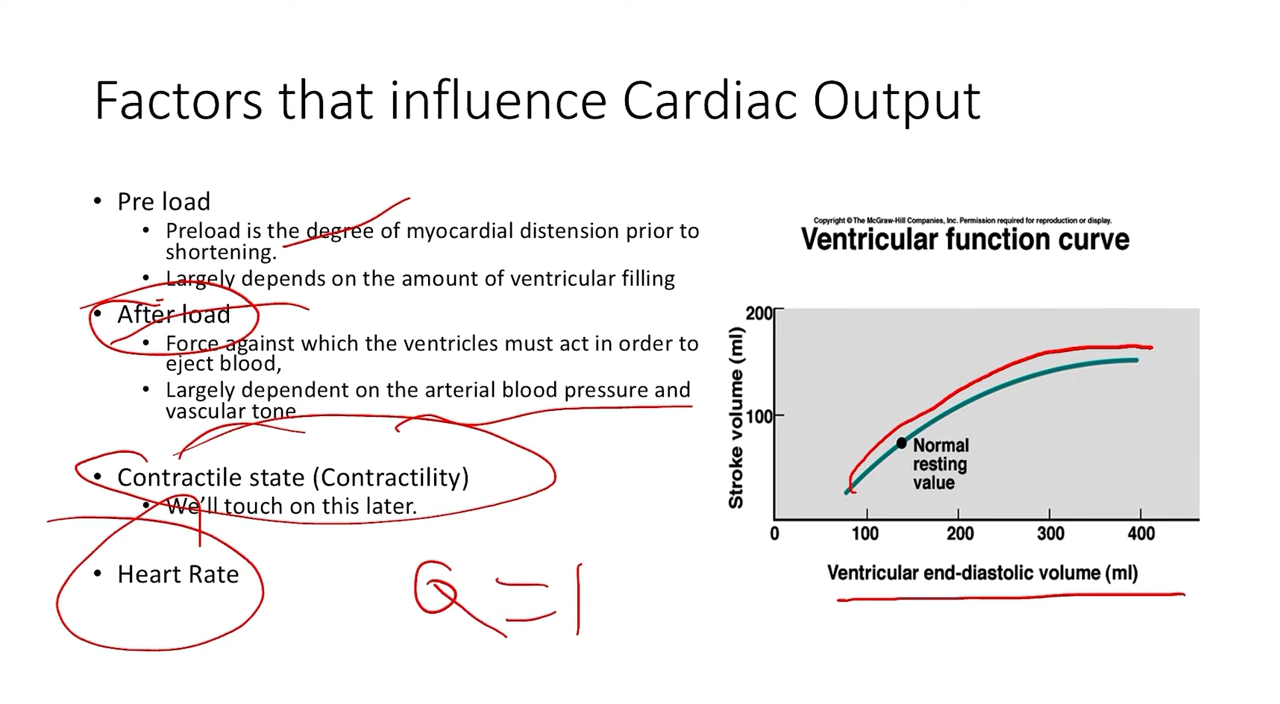 Factors that influence Cardiac Output
• Pre load
• Preload is the degree of myocardial distension prior to
shortening.
• Largely depends on the amount of ventricular filling
• After load
• Force against which the ventricles must act in order to
eject blood,
• Largely dependent on the arterial blood pressure and
vascular tone
• Contractile state (Contractility)
• We'll touch on this later.
• Heart Rate
Q = 1
Copyright © The McGraw-Hill Companies, Inc. Permission required for reproduction or display.
Ventricular function curve
Stroke volume (ml)
200
100
Normal
resting
value
0 100 200 300 400
Ventricular end-diastolic volume (ml)